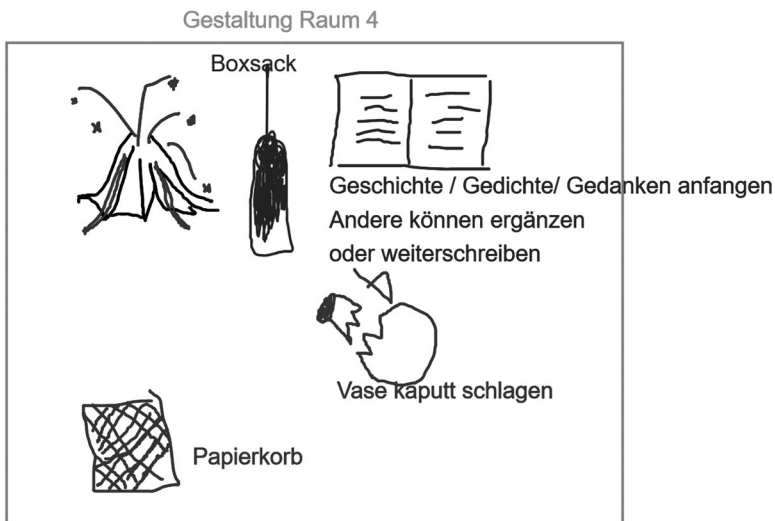 Gestaltung Raum 4
Boxsack
Geschichte / Gedichte/ Gedanken anfangen
Andere können ergänzen
oder weiterschreiben
Vase kaputt schlagen
Papierkorb